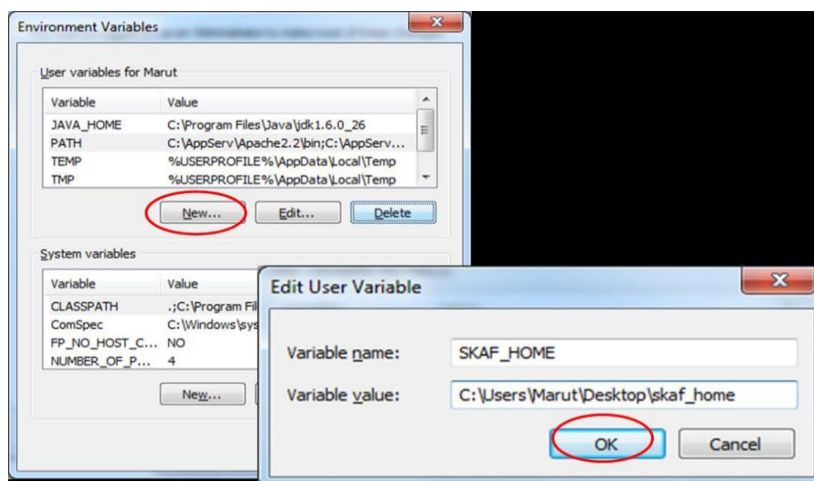 Environment Variables
User variables for Marut
Variable Value
JAVA_HOME C:\Program Files\Java\jdk1.6.0_26
PATH C:\AppServ\Apache2.2\bin;C:\AppServ...
TEMP %USERPROFILE%\AppData\Local\Temp
TMP %USERPROFILE%\AppData\Local\Temp
New... Edit... Delete
System variables
Variable Value
CLASSPATH .;C:\Program Fil
ComSpec C:\Windows\sys
FP_NO_HOST_C... NO
NUMBER_OF_P... 4
New...
Edit User Variable
Variable name: SKAF_HOME
Variable value: C:\Users\Marut\Desktop\skaf_home
OK Cancel